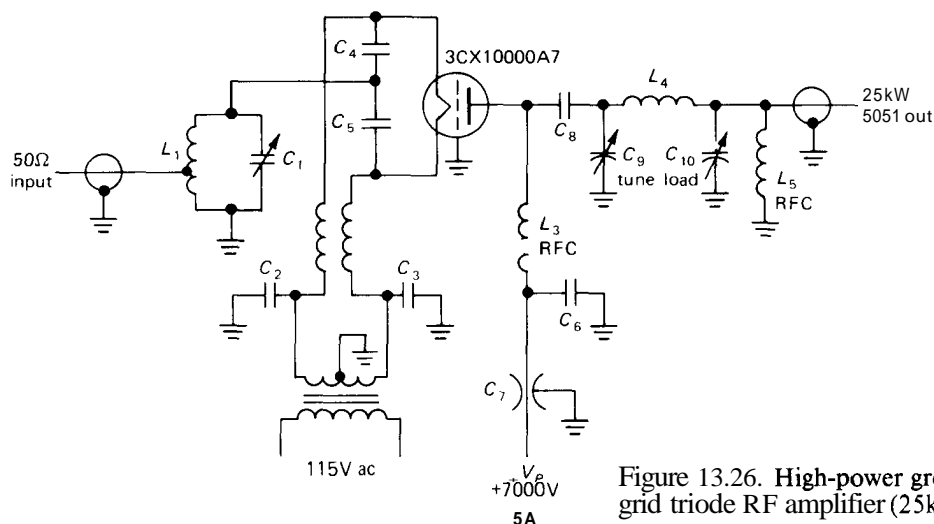 C4
3CX10000A7
L4
25kW
5051 out
C5
C8
50Ω
input
L1
C1
C9
C10
tune
load
L5
RFC
L3
RFC
C2
C3
C6
C7
115V ac
VP
+7000V
5A
Figure 13.26. High-power gr
grid triode RF amplifier (25k